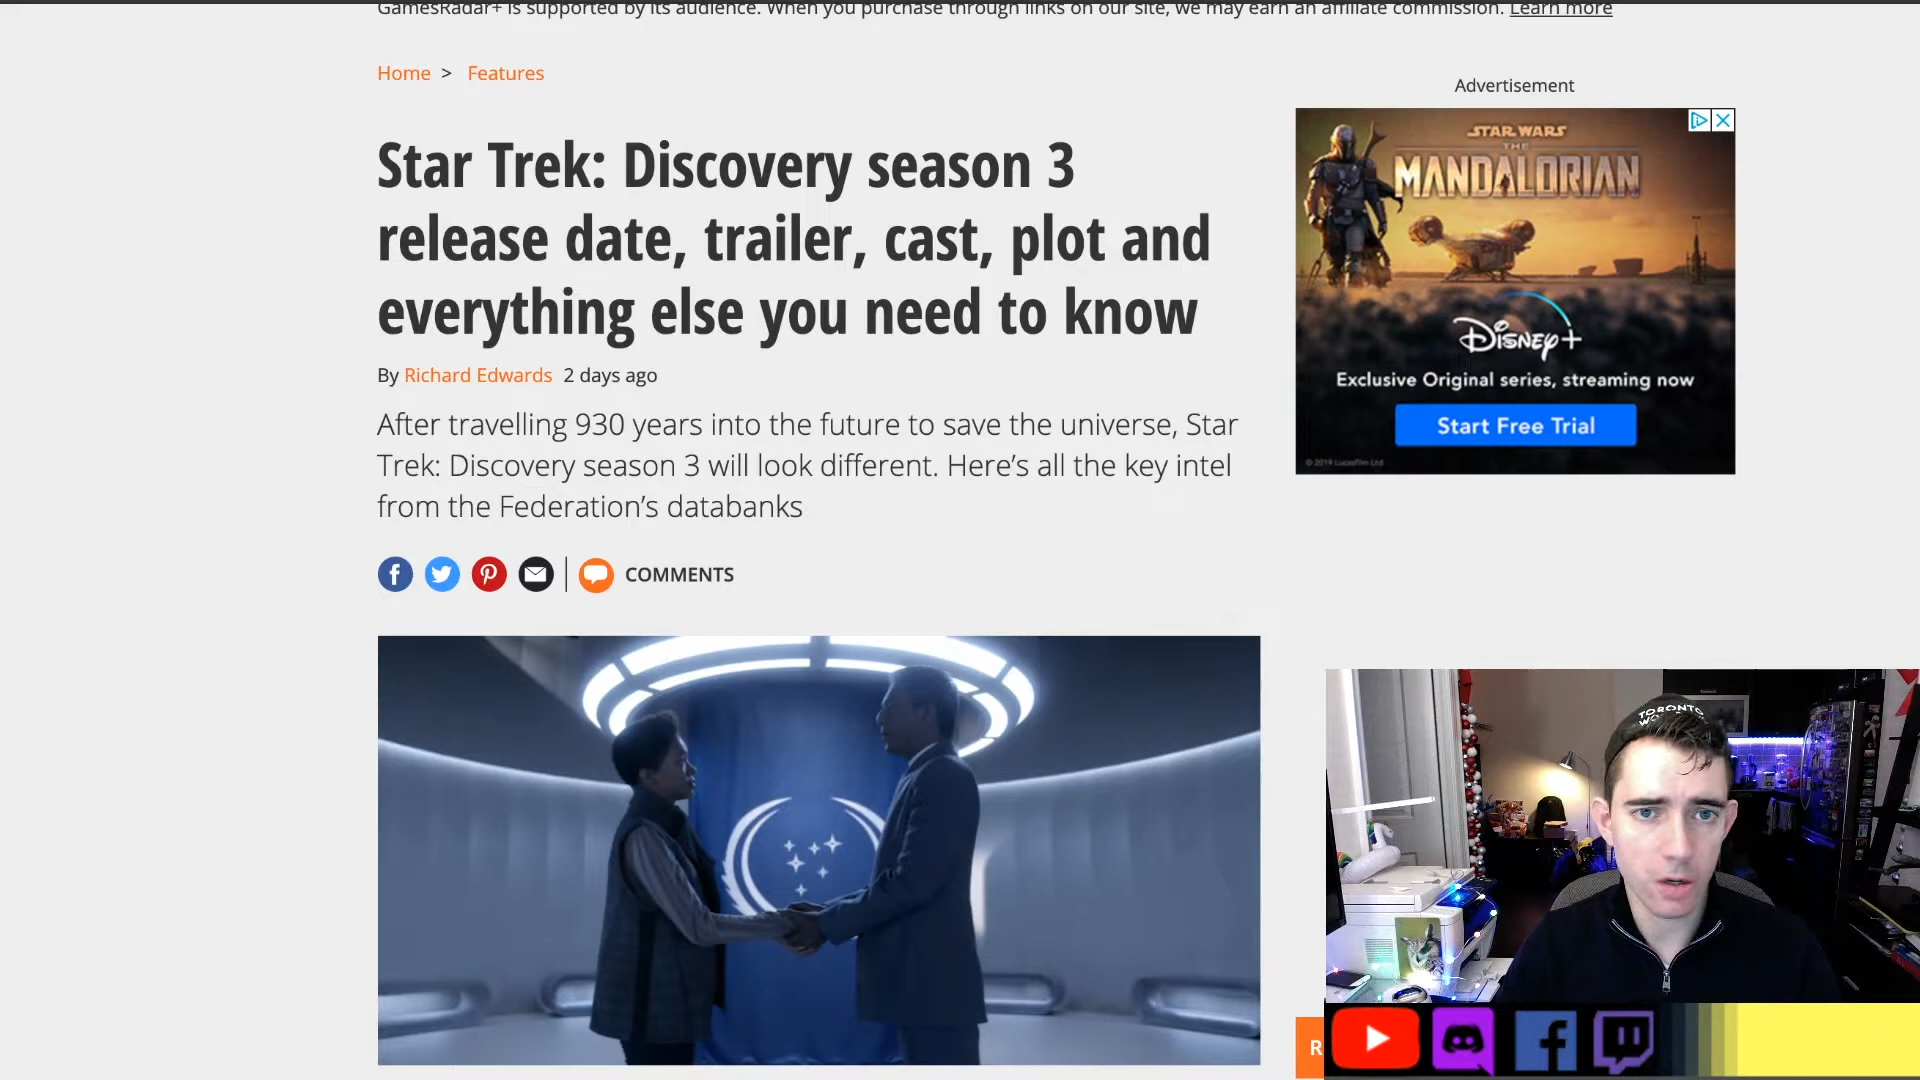 GamesRadar+ is supported by its audience. When you purchase through links on our site, we may earn an affiliate commission. Learn more
Home > Features
Advertisement
STAR WARS
THE
MANDALORIAN
Disney+
Exclusive Original series, streaming now
Start Free Trial
© 2019 Lucasfilm Ltd
Star Trek: Discovery season 3
release date, trailer, cast, plot and
everything else you need to know
By Richard Edwards 2 days ago
After travelling 930 years into the future to save the universe, Star
Trek: Discovery season 3 will look different. Here’s all the key intel
from the Federation’s databanks
COMMENTS
TORONTO
R